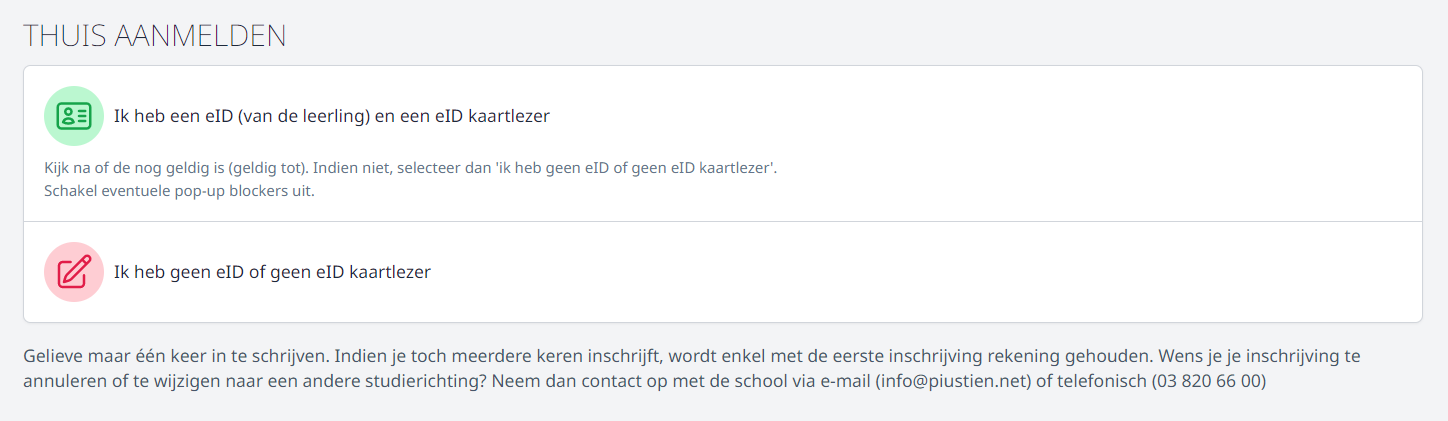 THUIS AANMELDEN
Ik heb een eID (van de leerling) en een eID kaartlezer
Kijk na of de nog geldig is (geldig tot). Indien niet, selecteer dan 'ik heb geen eID of geen eID kaartlezer'.
Schakel eventuele pop-up blockers uit.
Ik heb geen eID of geen eID kaartlezer
Gelieve maar één keer in te schrijven. Indien je toch meerdere keren inschrijft, wordt enkel met de eerste inschrijving rekening gehouden. Wens je je inschrijving te
annuleren of te wijzigen naar een andere studierichting? Neem dan contact op met de school via e-mail (info@piustien.net) of telefonisch (03 820 66 00)